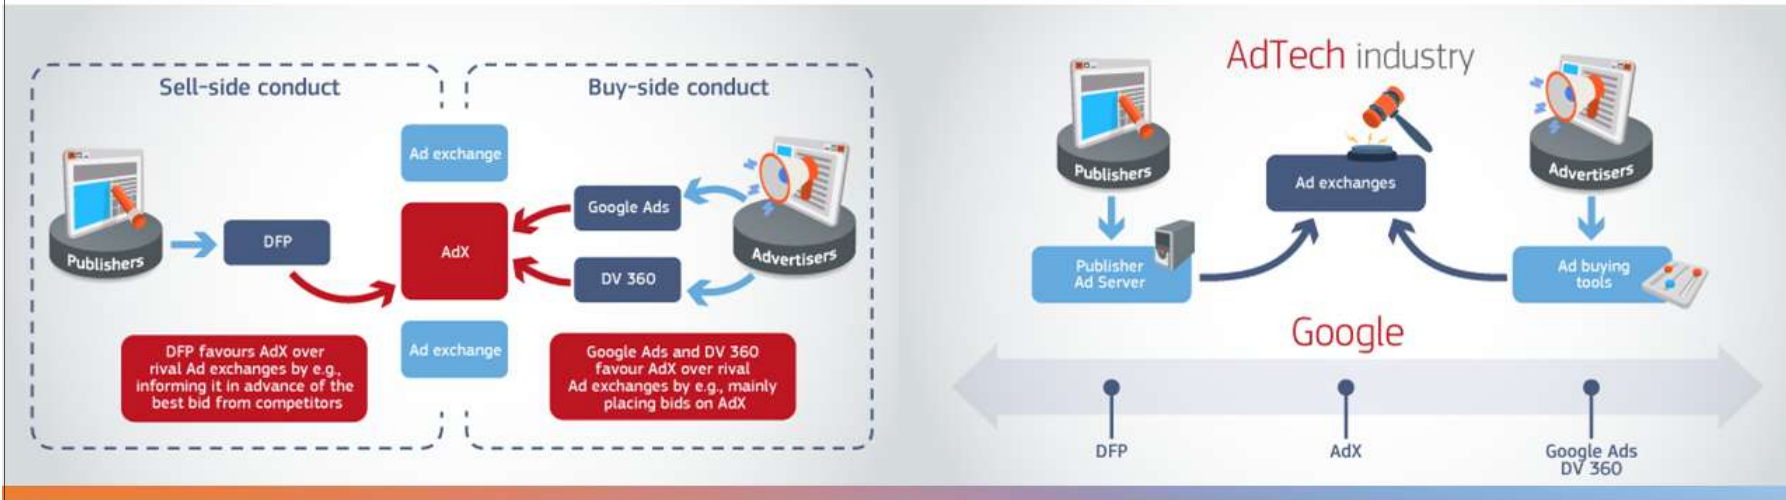 Sell-side conduct
Buy-side conduct
Ad exchange
Publishers
DFP
AdX
Google Ads
DV 360
Advertisers
Ad exchange
DFP favours AdX over
rival Ad exchanges by e.g.,
informing it in advance of the
best bid from competitors
Google Ads and DV 360
favour AdX over rival
Ad exchanges by e.g., mainly
placing bids on AdX
AdTech industry
Publishers
Ad exchanges
Advertisers
Publisher
Ad Server
Ad buying
tools
Google
DFP
AdX
Google Ads
DV 360